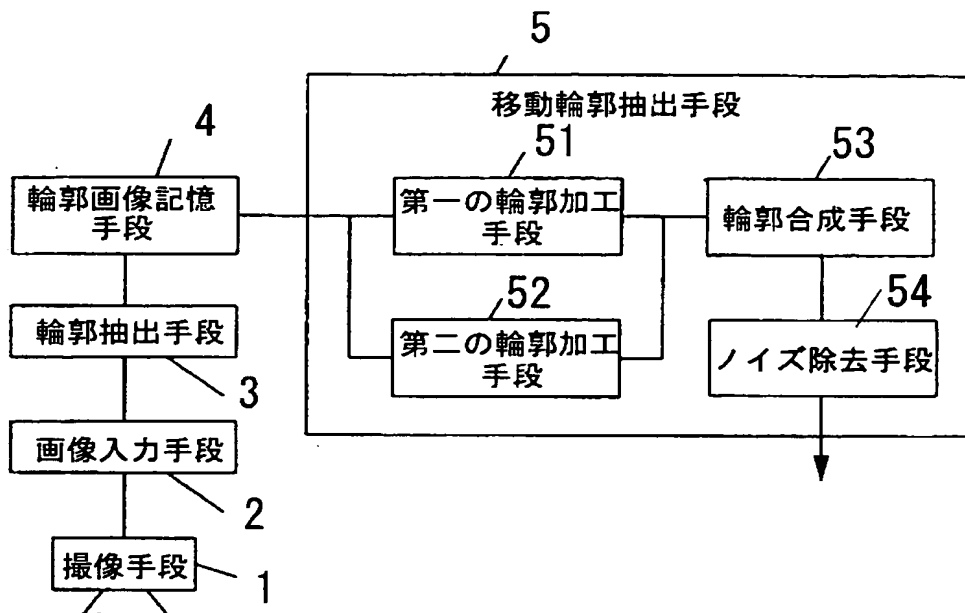 5
移動輪郭抽出手段
4
51
53
輪郭画像記憶
手段
第一の輪郭加工
手段
輪郭合成手段
52
54
輪郭抽出手段
第二の輪郭加工
手段
ノイズ除去手段
3
画像入力手段
2
撮像手段
1